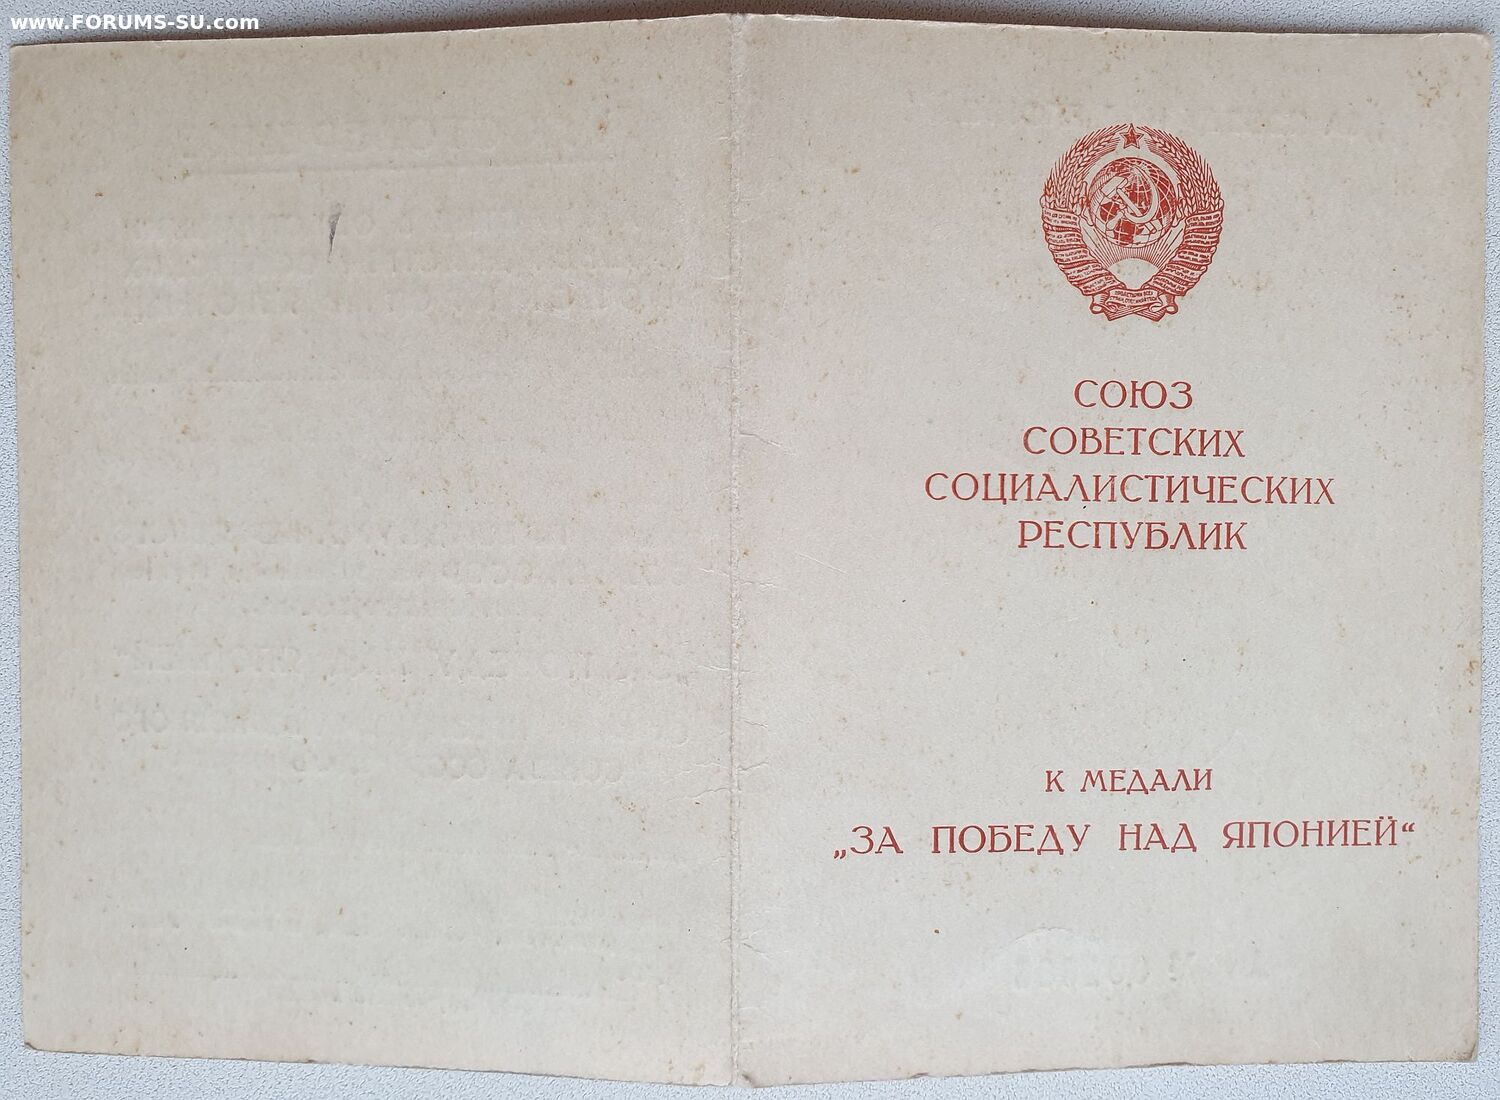 www.FORUMS-SU.com
СОЮЗ
СОВЕТСКИХ
СОЦИАЛИСТИЧЕСКИХ
РЕСПУБЛИК
К МЕДАЛИ
„ЗА ПОБЕДУ НАД ЯПОНИЕЙ“